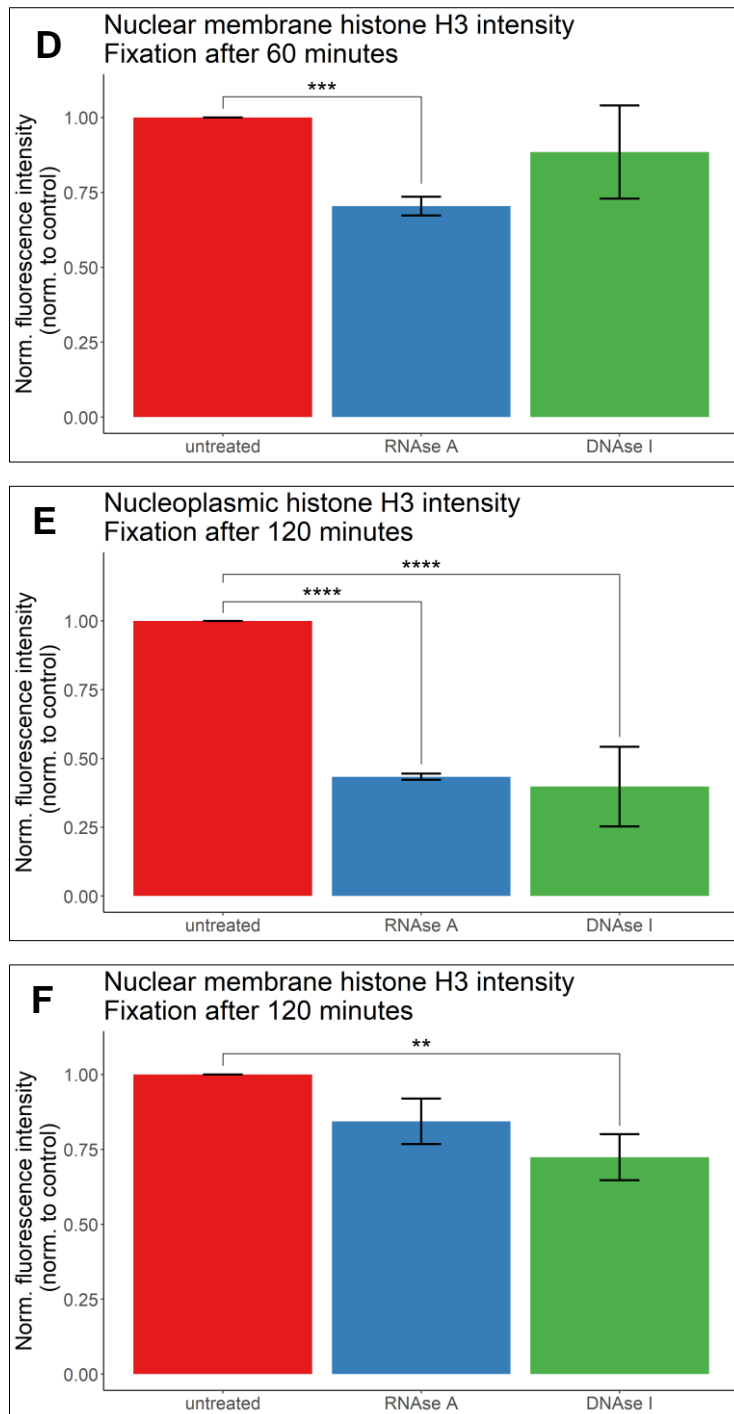 D
Nuclear membrane histone H3 intensity
Fixation after 60 minutes
***
Norm. fluorescence intensity
(norm. to control)
1.00
0.75
0.50
0.25
0.00
untreated
RNAse A
DNAse I
E
Nucleoplasmic histone H3 intensity
Fixation after 120 minutes
****
****
Norm. fluorescence intensity
(norm. to control)
1.00
0.75
0.50
0.25
0.00
untreated
RNAse A
DNAse I
F
Nuclear membrane histone H3 intensity
Fixation after 120 minutes
**
Norm. fluorescence intensity
(norm. to control)
1.00
0.75
0.50
0.25
0.00
untreated
RNAse A
DNAse I